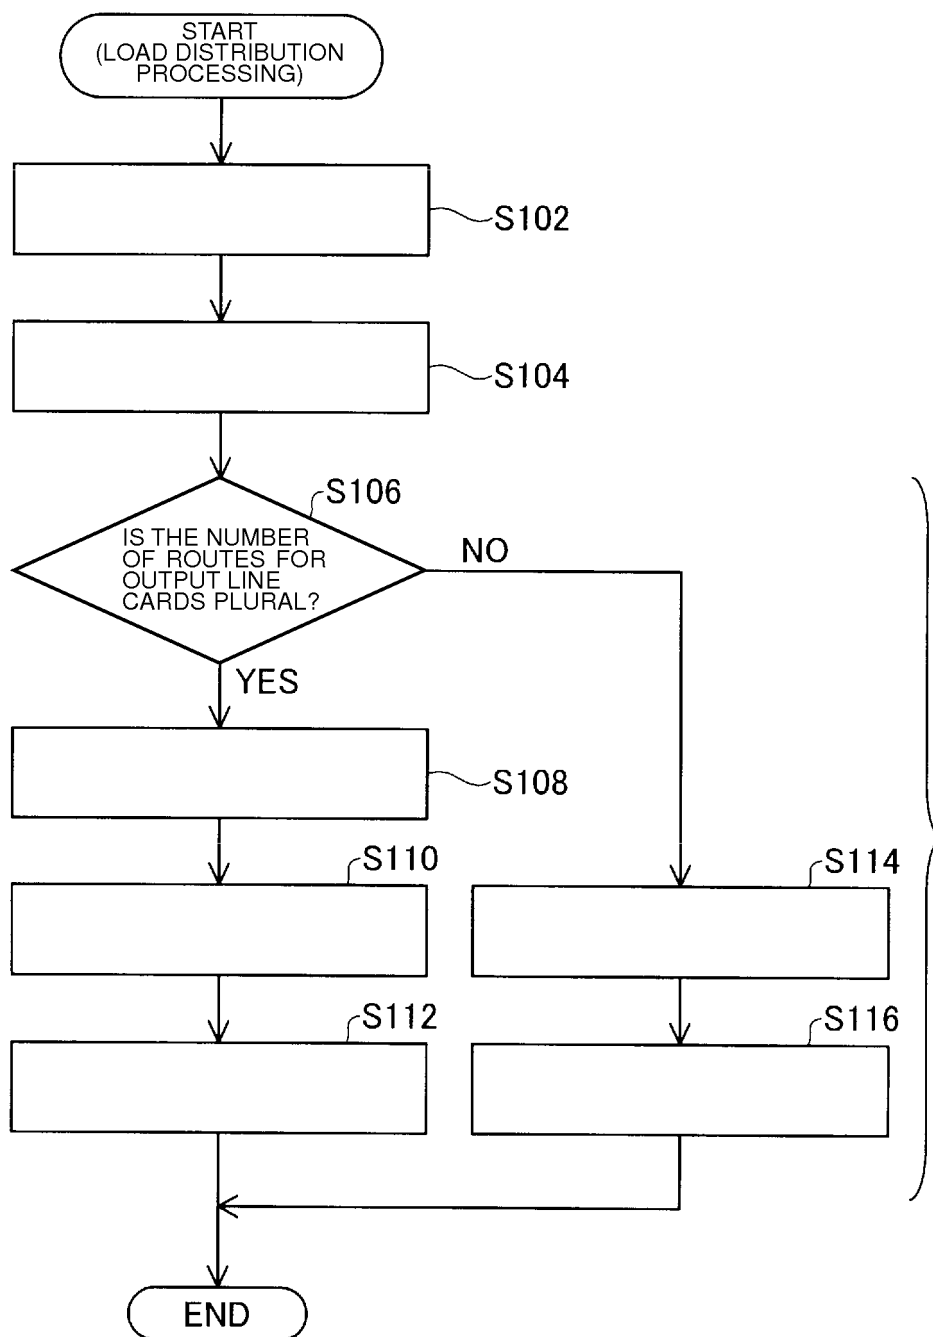 START
(LOAD DISTRIBUTION
PROCESSING)
S102
S104
S106
IS THE NUMBER
OF ROUTES FOR
OUTPUT LINE
CARDS PLURAL?
NO
YES
S108
S110
S114
S112
S116
END